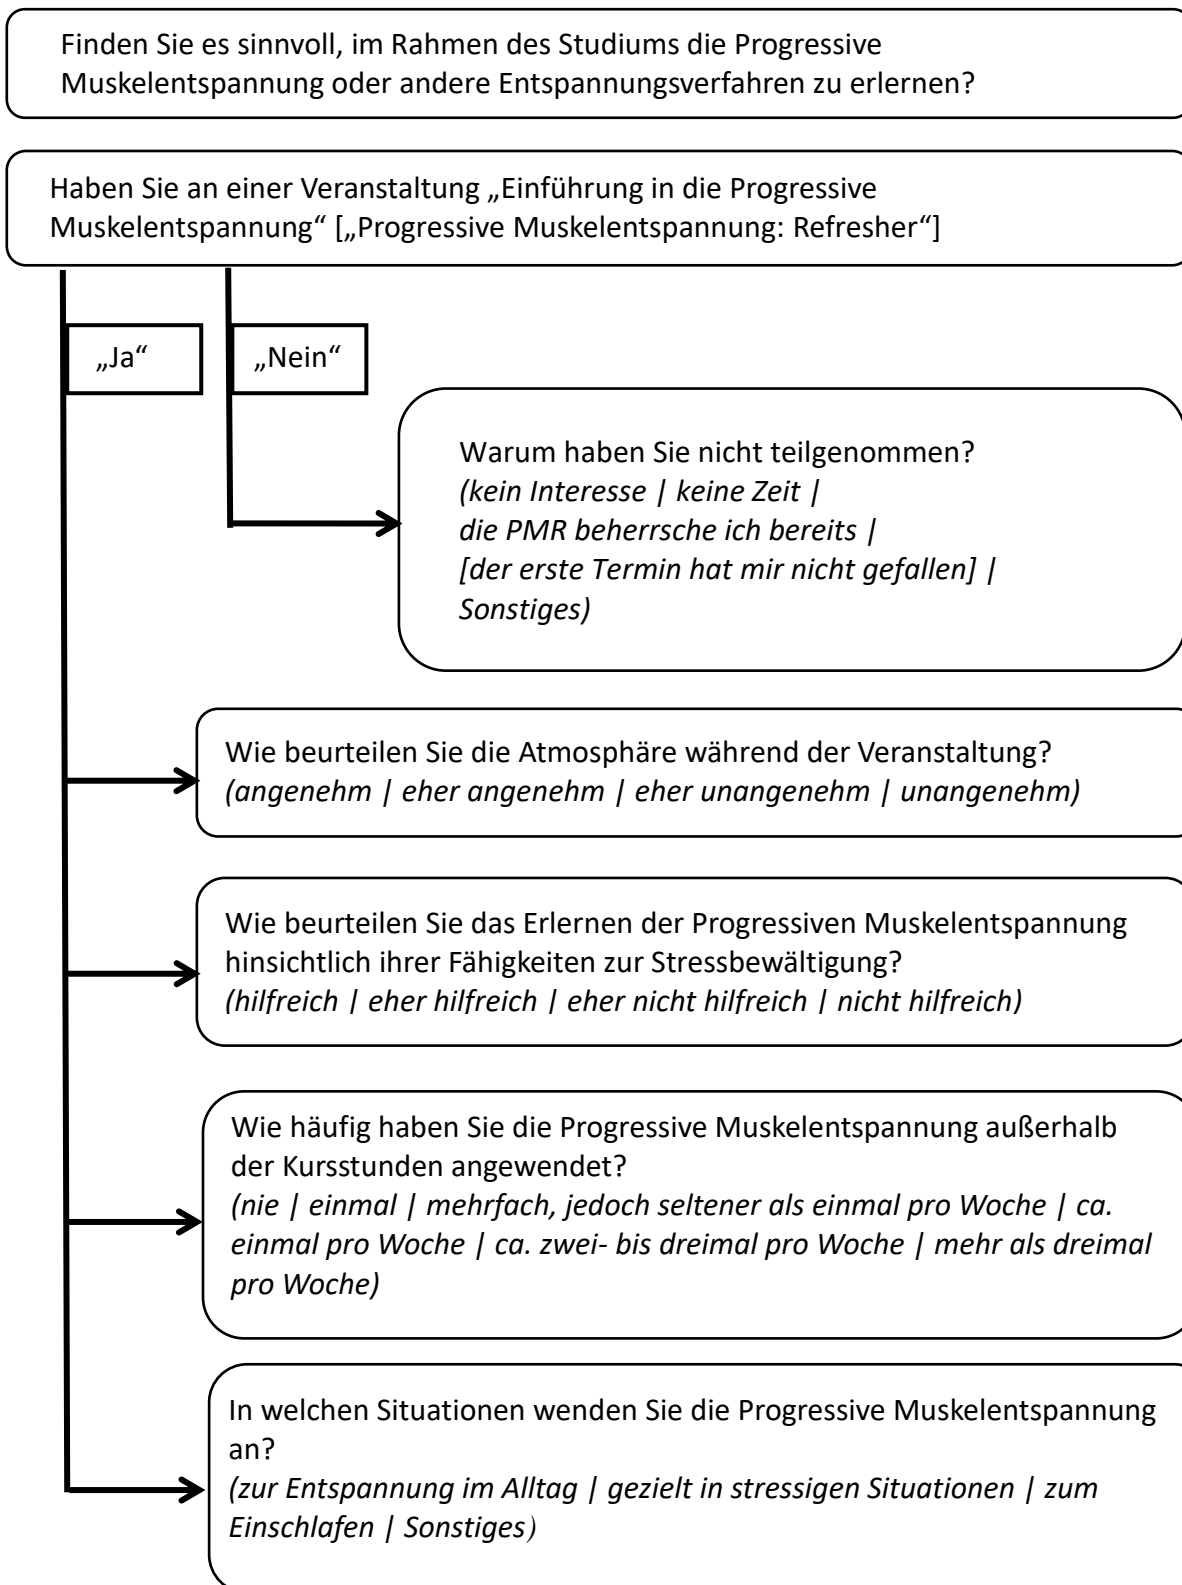 Finden Sie es sinnvoll, im Rahmen des Studiums die Progressive
Muskelentspannung oder andere Entspannungsverfahren zu erlernen?
Haben Sie an einer Veranstaltung „Einführung in die Progressive
Muskelentspannung“ [„Progressive Muskelentspannung: Refresher“]
„Ja“
„Nein“
Warum haben Sie nicht teilgenommen?
(kein Interesse | keine Zeit |
die PMR beherrsche ich bereits |
[der erste Termin hat mir nicht gefallen] |
Sonstiges)
Wie beurteilen Sie die Atmosphäre während der Veranstaltung?
(angenehm | eher angenehm | eher unangenehm | unangenehm)
Wie beurteilen Sie das Erlernen der Progressiven Muskelentspannung
hinsichtlich ihrer Fähigkeiten zur Stressbewältigung?
(hilfreich | eher hilfreich | eher nicht hilfreich | nicht hilfreich)
Wie häufig haben Sie die Progressive Muskelentspannung außerhalb
der Kursstunden angewendet?
(nie | einmal | mehrfach, jedoch seltener als einmal pro Woche | ca.
einmal pro Woche | ca. zwei- bis dreimal pro Woche | mehr als dreimal
pro Woche)
In welchen Situationen wenden Sie die Progressive Muskelentspannung
an?
(zur Entspannung im Alltag | gezielt in stressigen Situationen | zum
Einschlafen | Sonstiges)